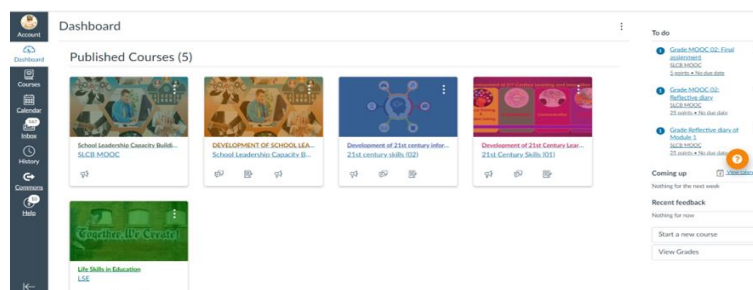 Account
Dashboard
Courses
Calendar
Inbox
History
Commons
Help
Dashboard
Published Courses (5)
School Leadership Capacity Buildi...
SLCB MOOC
DEVELOPMENT OF SCHOOL LEA...
School Leadership Capacity B...
Development of 21st century infor...
21st century skills (02)
Development of 21st Century Lear...
21st Century Skills (01)
Together We Create!
Life Skills in Education
LSE
To do
1
Grade MOOC 02: Final
assignment
SLCB MOOC
5 points • No due date
1
Grade MOOC 02:
Reflective diary
SLCB MOOC
25 points • No due date
1
Grade Reflective diary of
Module 1
SLCB MOOC
25 points • No due date
?
Coming up
View
Nothing for the next week
Recent feedback
Nothing for now
Start a new course
View Grades